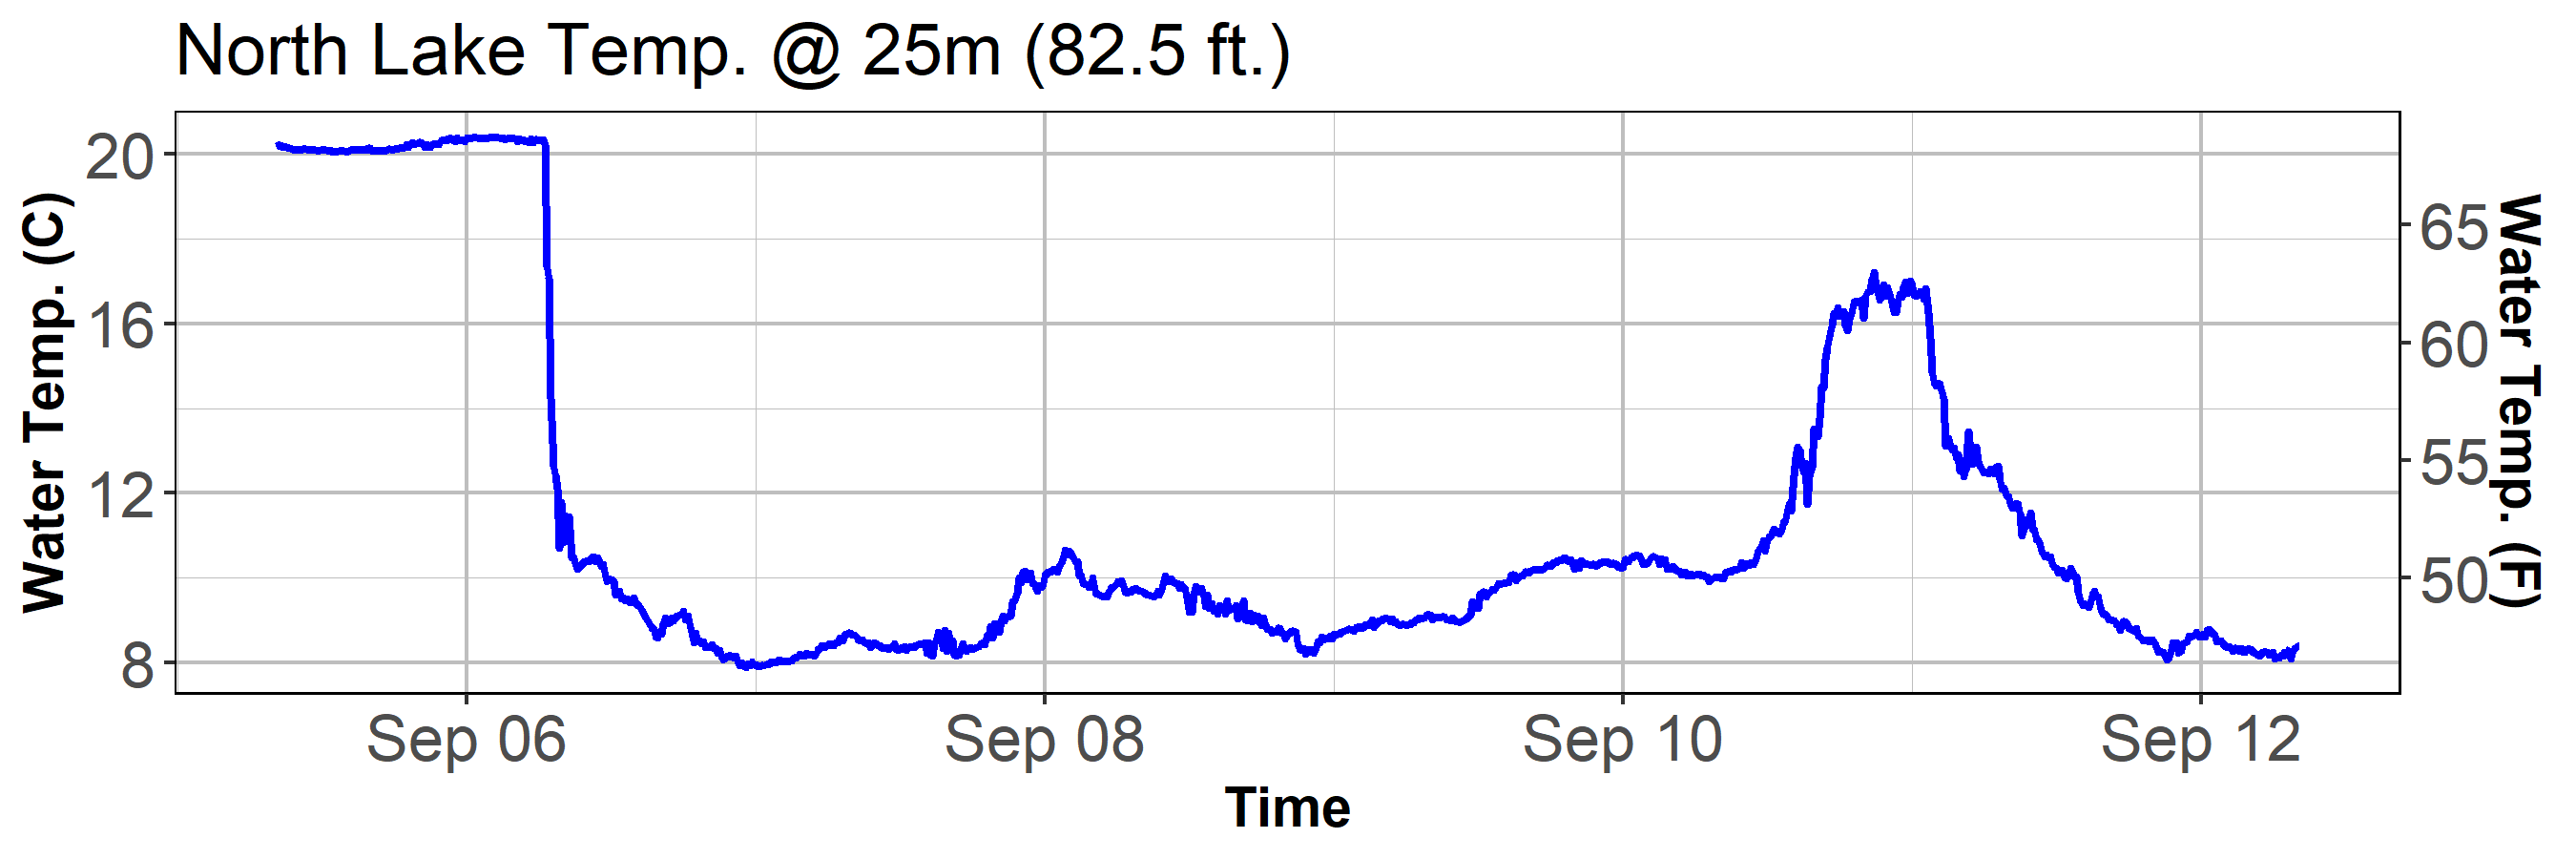 North Lake Temp. @ 25m (82.5 ft.)
Water Temp. (C)
20
16
12
8
65
60
55
50
Water Temp. (F)
Sep 06 Sep 08 Sep 10 Sep 12
Time